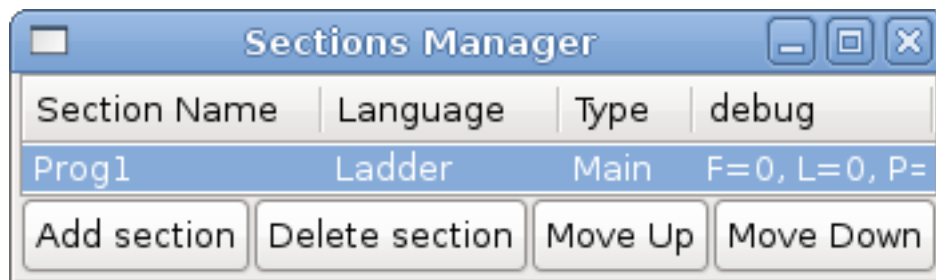 Sections Manager
Section Name Language Type debug
Prog1 Ladder Main F=0, L=0, P=
Add section Delete section Move Up Move Down